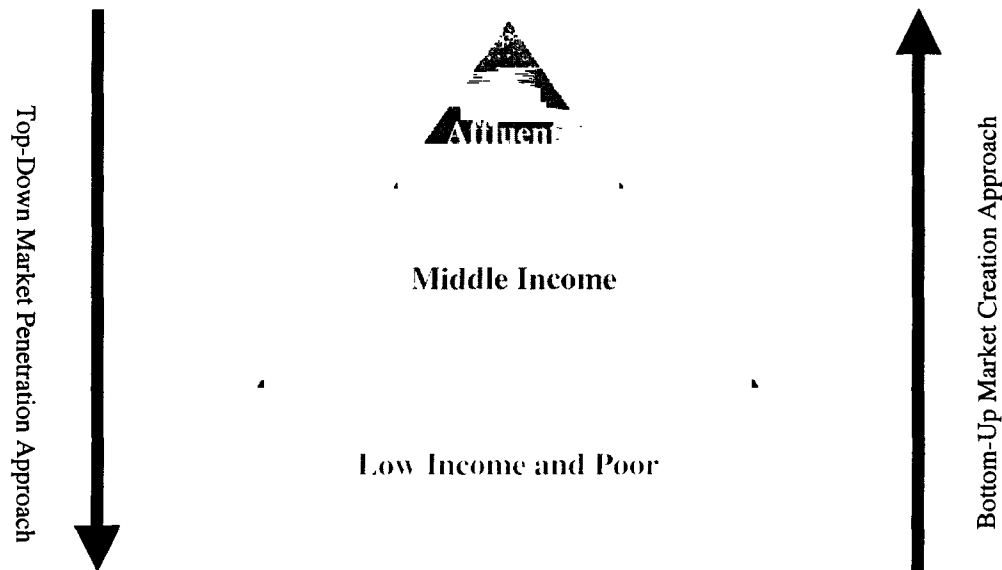 Top-Down Market Penetration Approach
Affluent
Middle Income
Low Income and Poor
Bottom-Up Market Creation Approach